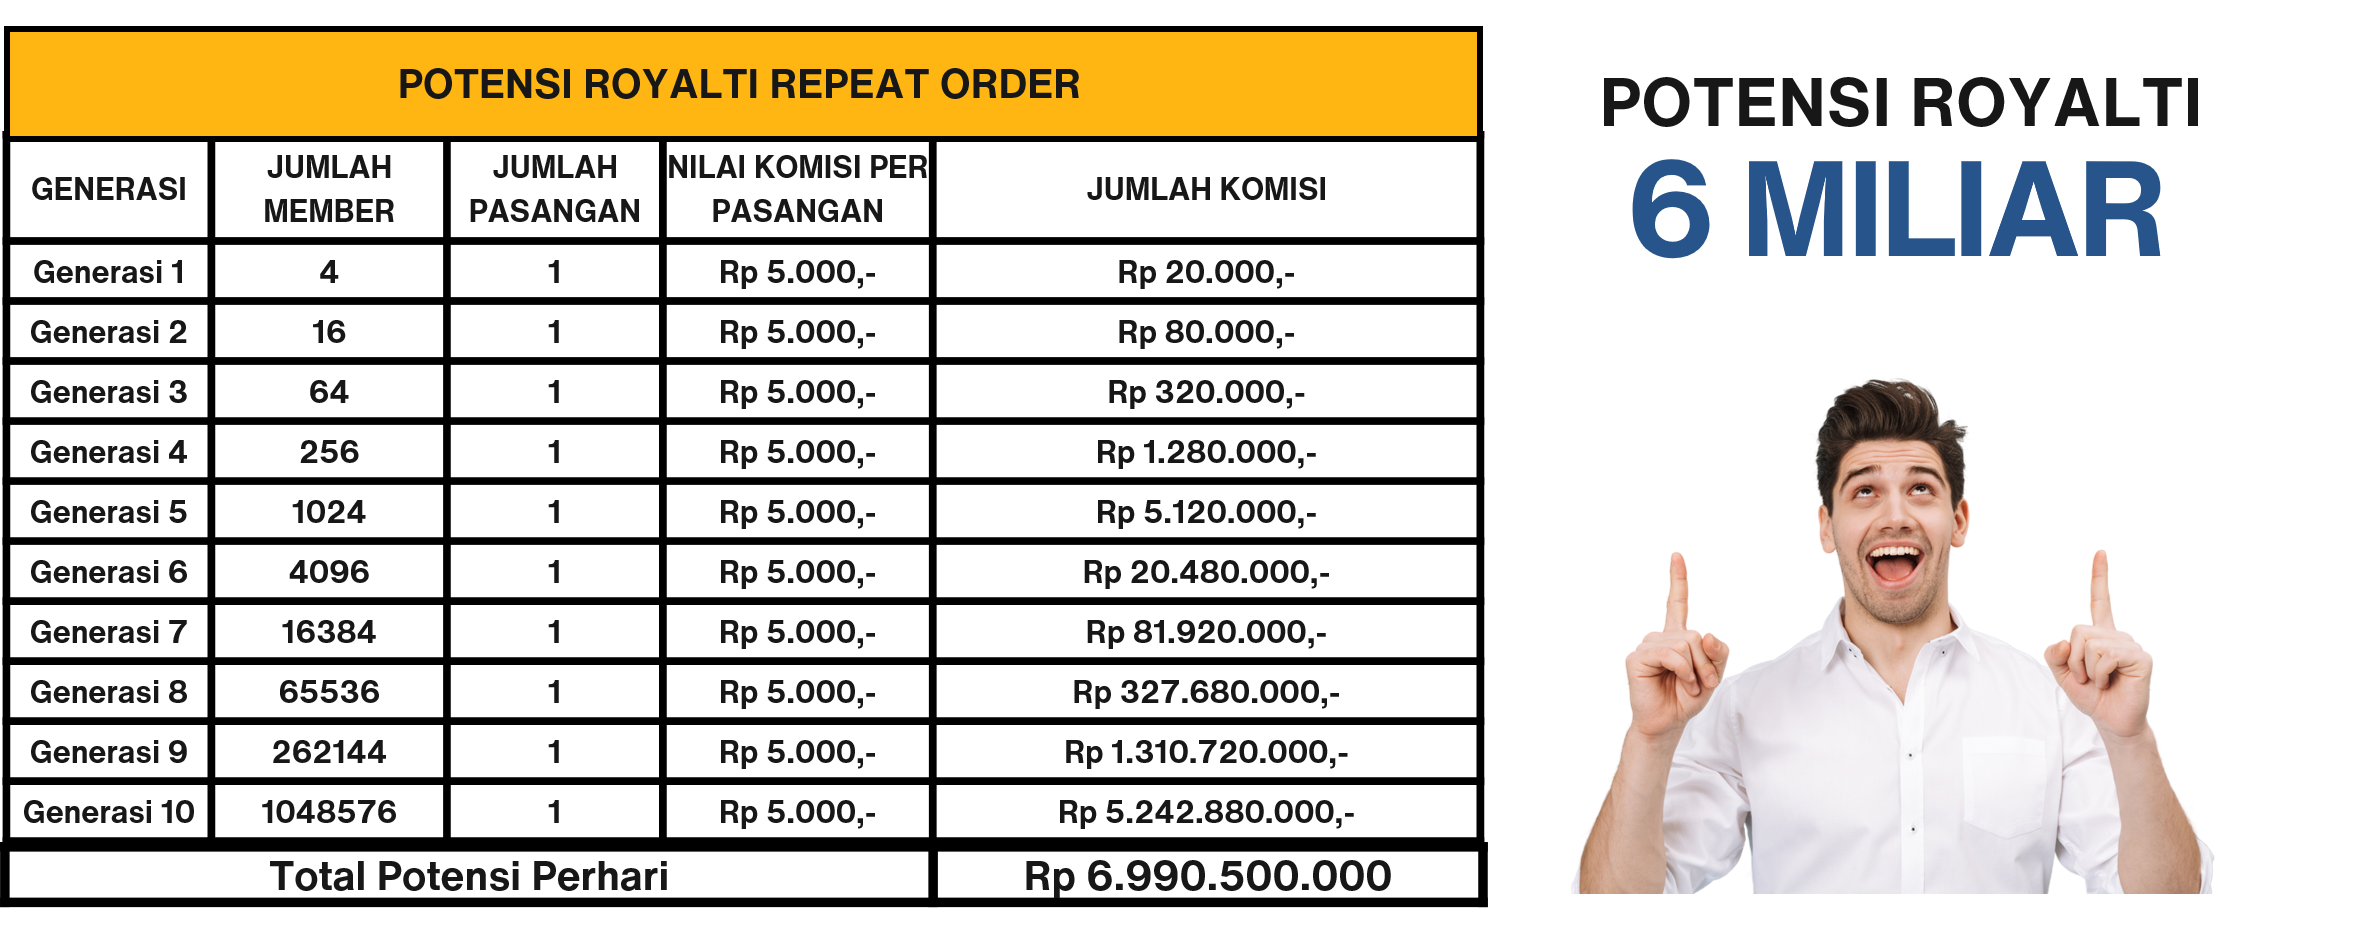 POTENSI ROYALTI REPEAT ORDER
GENERASI JUMLAH MEMBER JUMLAH PASANGAN NILAI KOMISI PER PASANGAN JUMLAH KOMISI
Generasi 1 4 1 Rp 5.000,- Rp 20.000,-
Generasi 2 16 1 Rp 5.000,- Rp 80.000,-
Generasi 3 64 1 Rp 5.000,- Rp 320.000,-
Generasi 4 256 1 Rp 5.000,- Rp 1.280.000,-
Generasi 5 1024 1 Rp 5.000,- Rp 5.120.000,-
Generasi 6 4096 1 Rp 5.000,- Rp 20.480.000,-
Generasi 7 16384 1 Rp 5.000,- Rp 81.920.000,-
Generasi 8 65536 1 Rp 5.000,- Rp 327.680.000,-
Generasi 9 262144 1 Rp 5.000,- Rp 1.310.720.000,-
Generasi 10 1048576 1 Rp 5.000,- Rp 5.242.880.000,-
Total Potensi Perhari Rp 6.990.500.000
POTENSI ROYALTI
6 MILIAR